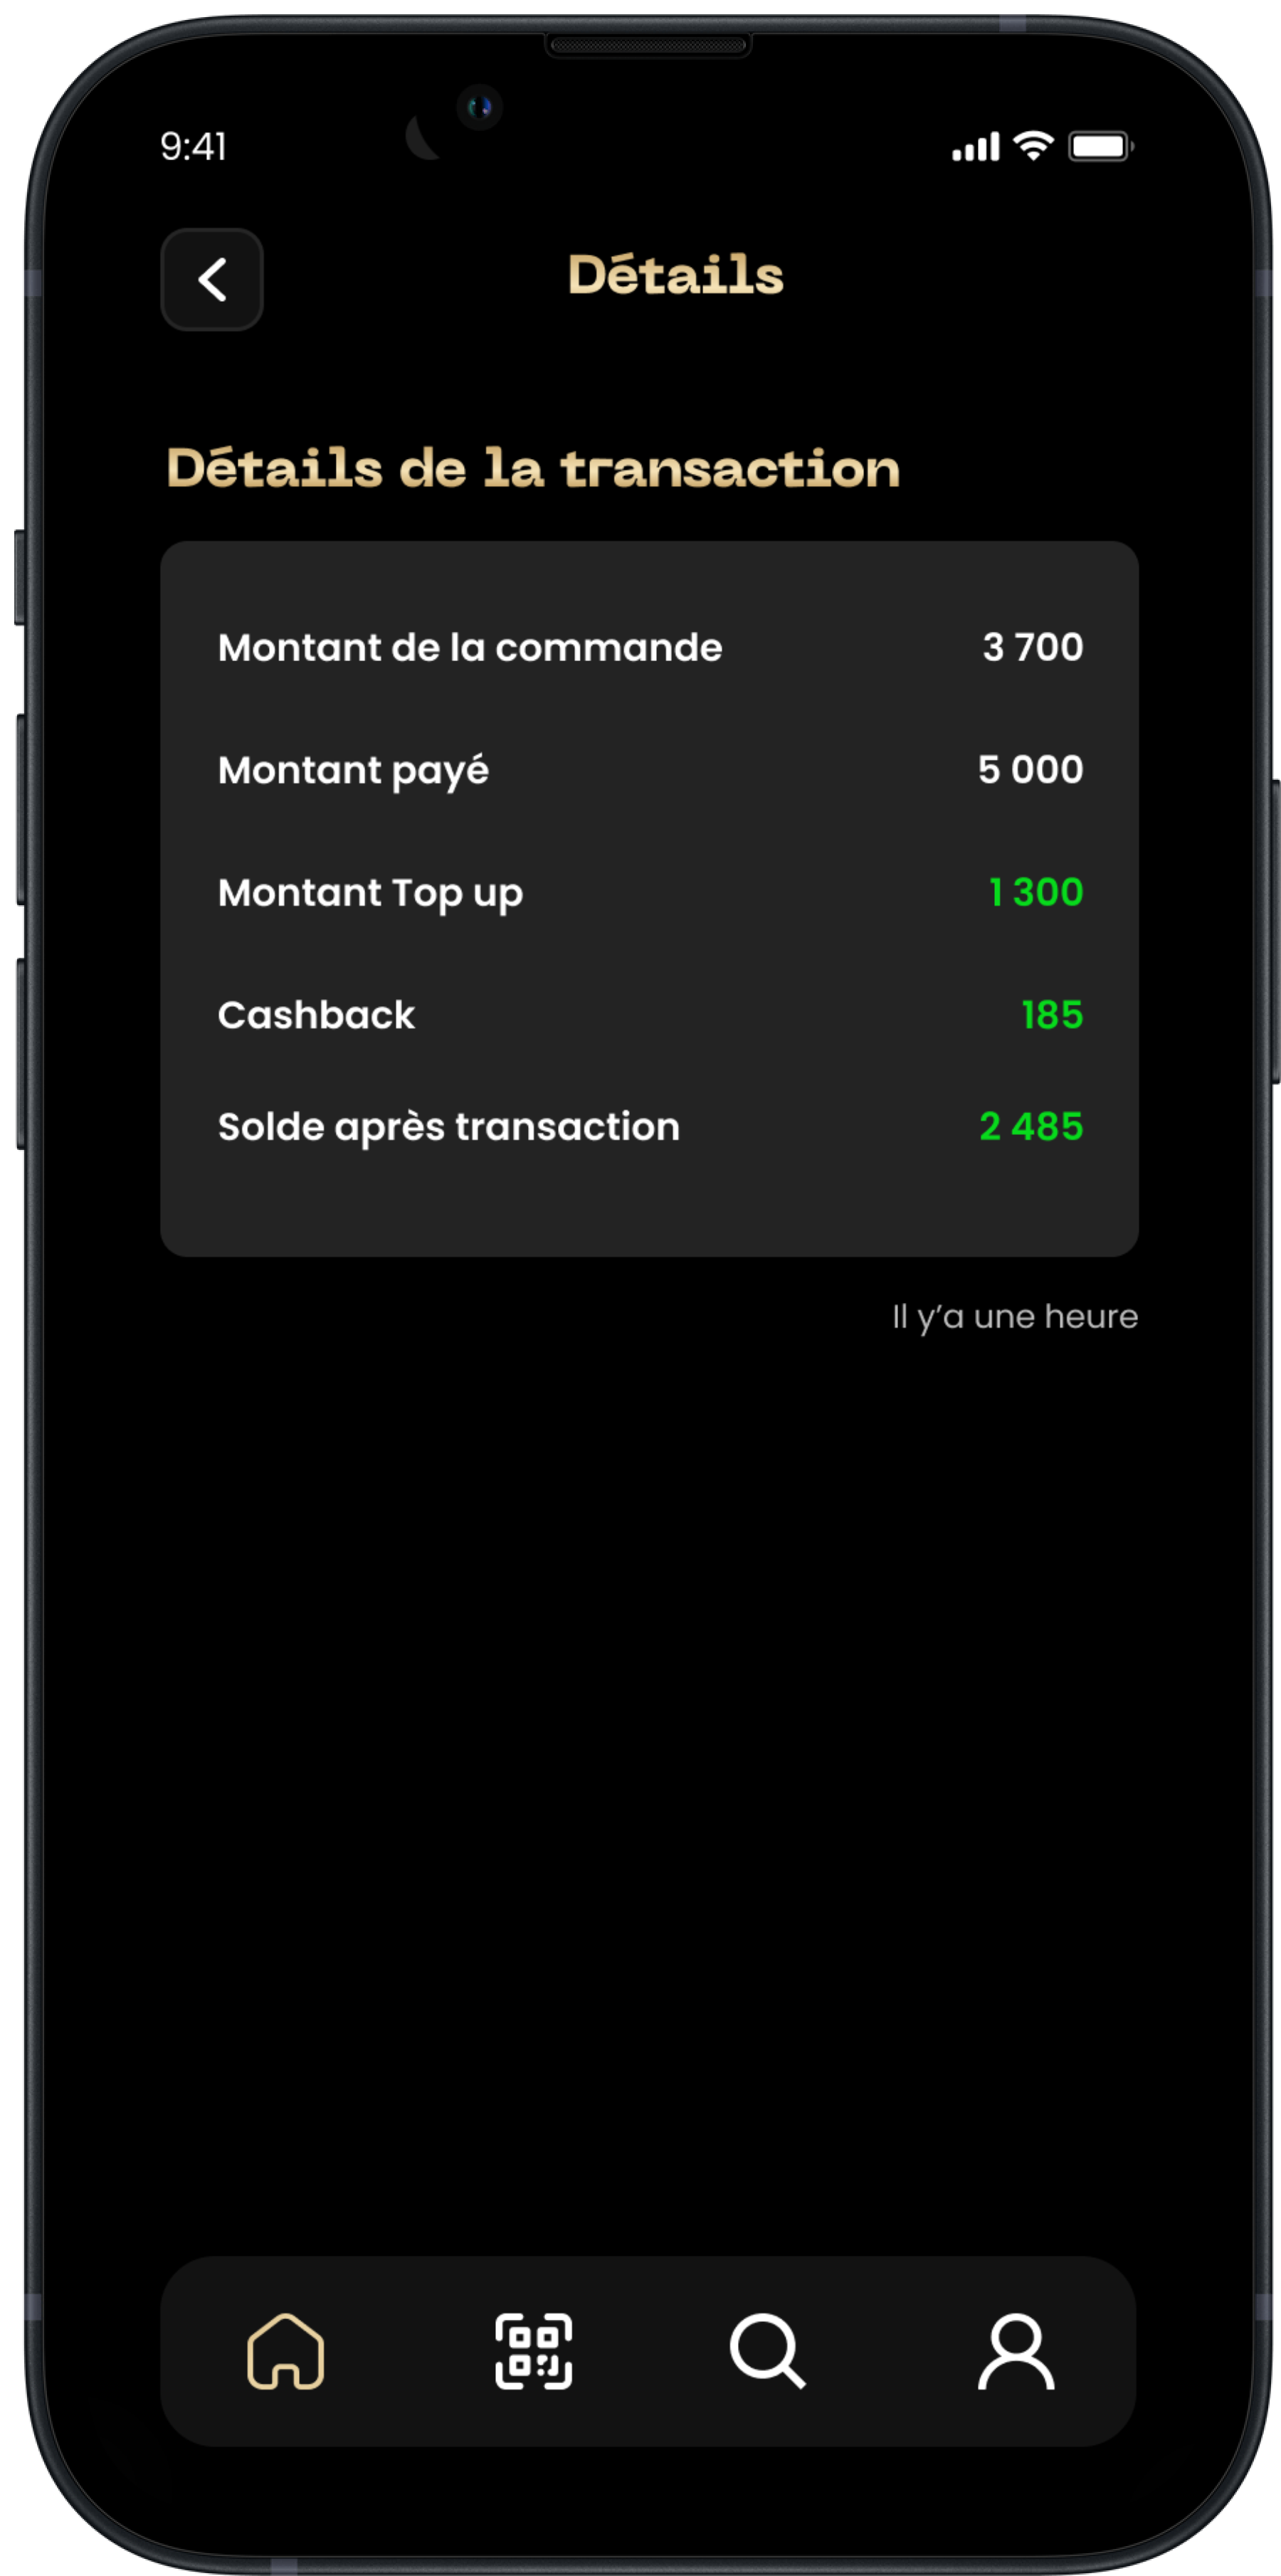 9:41
Détails
Détails de la transaction
Montant de la commande 3 700
Montant payé 5 000
Montant Top up 1 300
Cashback 185
Solde après transaction 2 485
Il y’a une heure